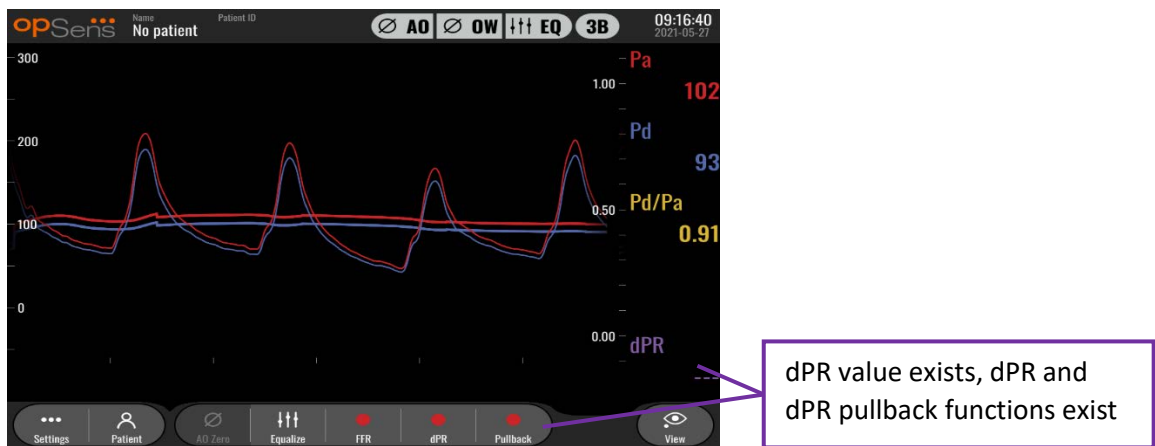 opSens Name Patient ID
No patient
AO OW EQ 3B
09:16:40
2021-05-27
300
200
100
0
1.00
0.50
0.00
Pa
102
Pd
93
Pd/Pa
0.91
dPR
---
Settings Patient AO Zero Equalize FFR dPR Pullback View
dPR value exists, dPR and
dPR pullback functions exist